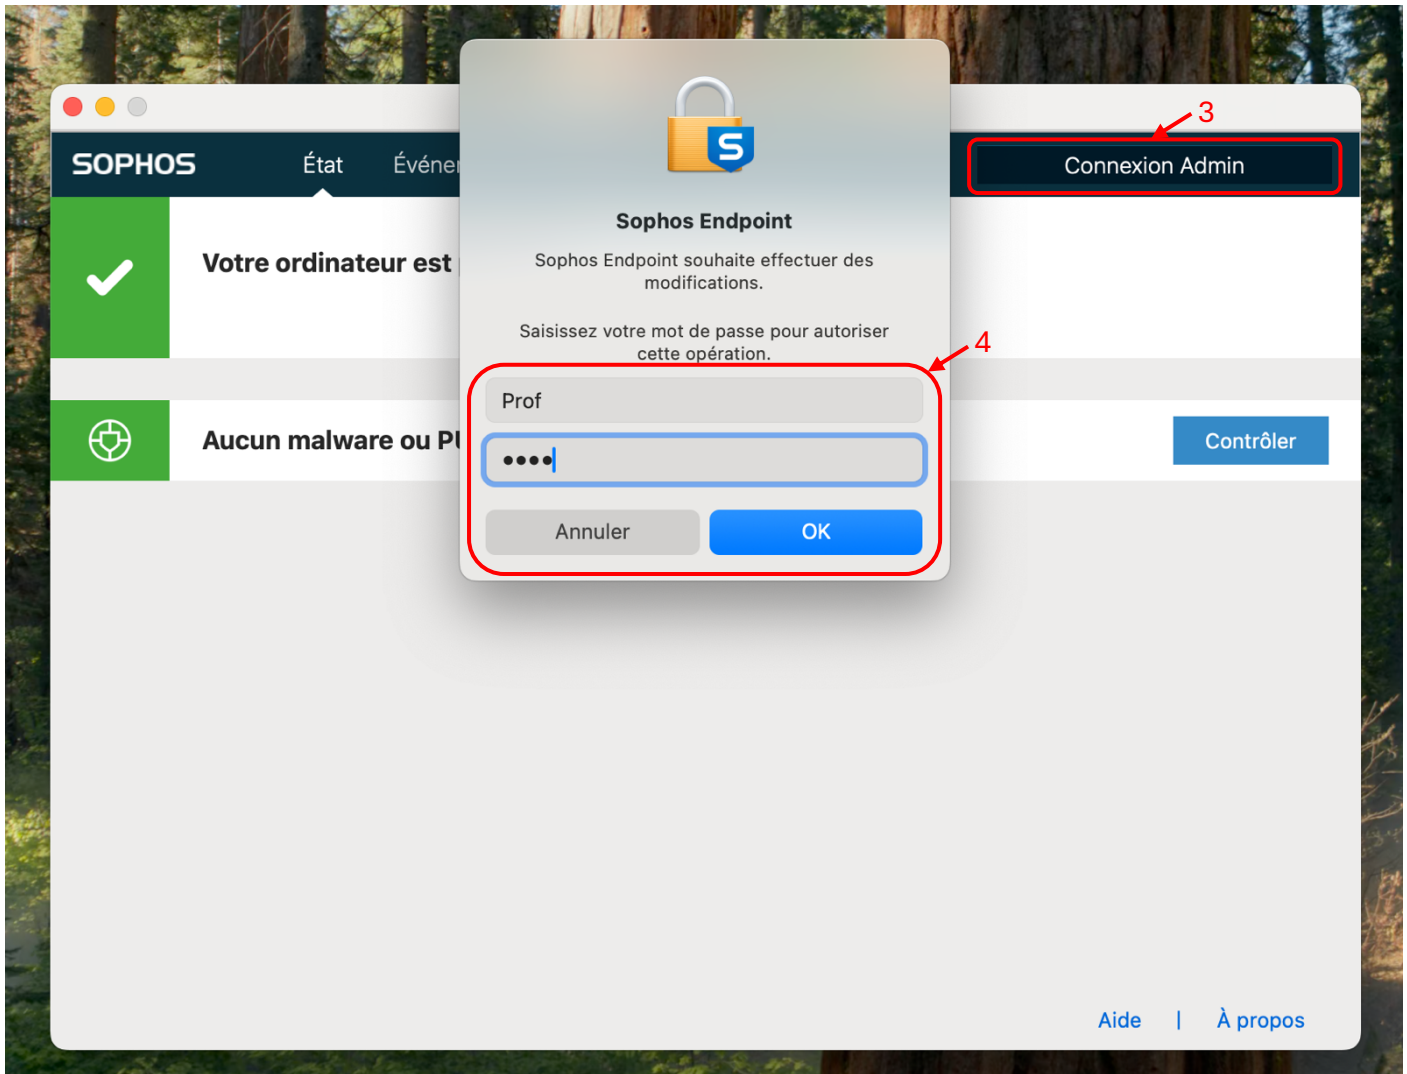 3
SOPHOS
État
Événe
Connexion Admin
S
Sophos Endpoint
Votre ordinateur est
Sophos Endpoint souhaite effectuer des
modifications.
Saisissez votre mot de passe pour autoriser
cette opération.
4
Prof
••••
Aucun malware ou PU
Contrôler
Annuler
OK
Aide | À propos